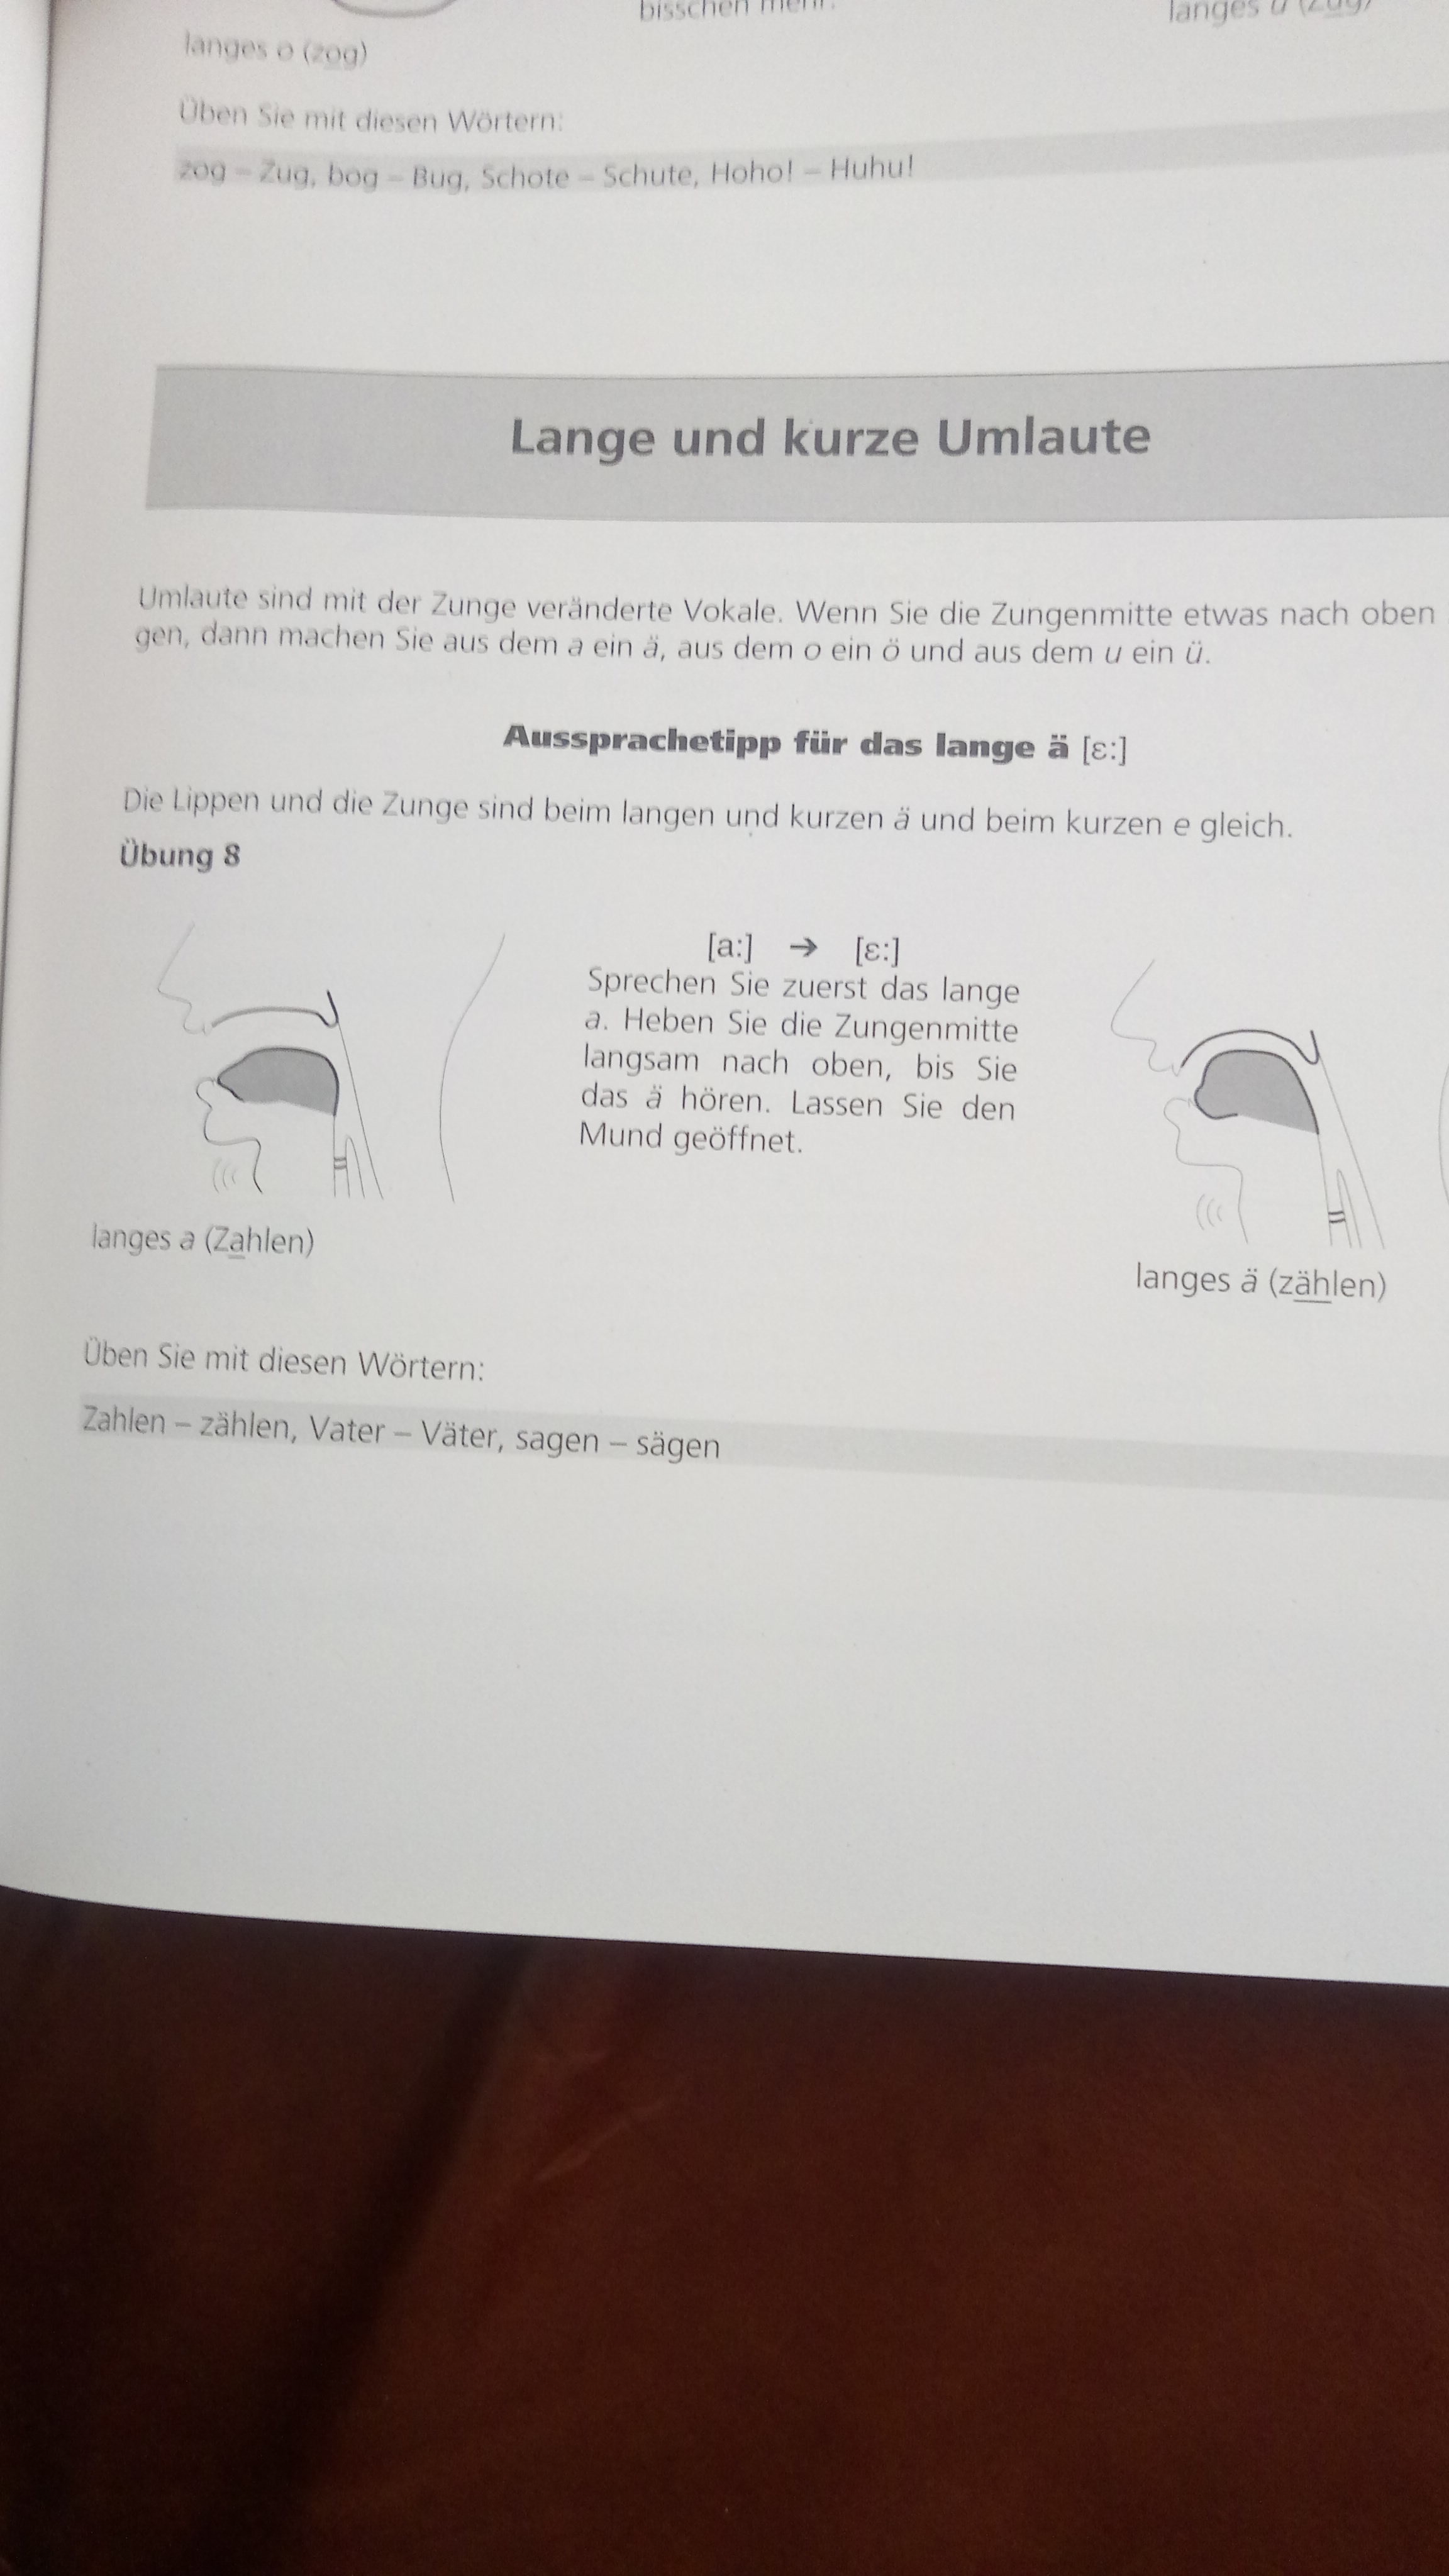 bisschen mehr.
langes u (Zug)
langes o (zog)
Üben Sie mit diesen Wörtern:
zog – Zug, bog – Bug, Schote – Schute, Hoho! – Huhu!
Lange und kurze Umlaute
Umlaute sind mit der Zunge veränderte Vokale. Wenn Sie die Zungenmitte etwas nach oben
gen, dann machen Sie aus dem a ein ä, aus dem o ein ö und aus dem u ein ü.
Aussprachetipp für das lange ä [ɛ:]
Die Lippen und die Zunge sind beim langen und kurzen ä und beim kurzen e gleich.
Übung 8
[a:] → [ɛ:]
Sprechen Sie zuerst das lange
a. Heben Sie die Zungenmitte
langsam nach oben, bis Sie
das ä hören. Lassen Sie den
Mund geöffnet.
langes a (Zahlen)
langes ä (zählen)
Üben Sie mit diesen Wörtern:
Zahlen – zählen, Vater – Väter, sagen – sägen